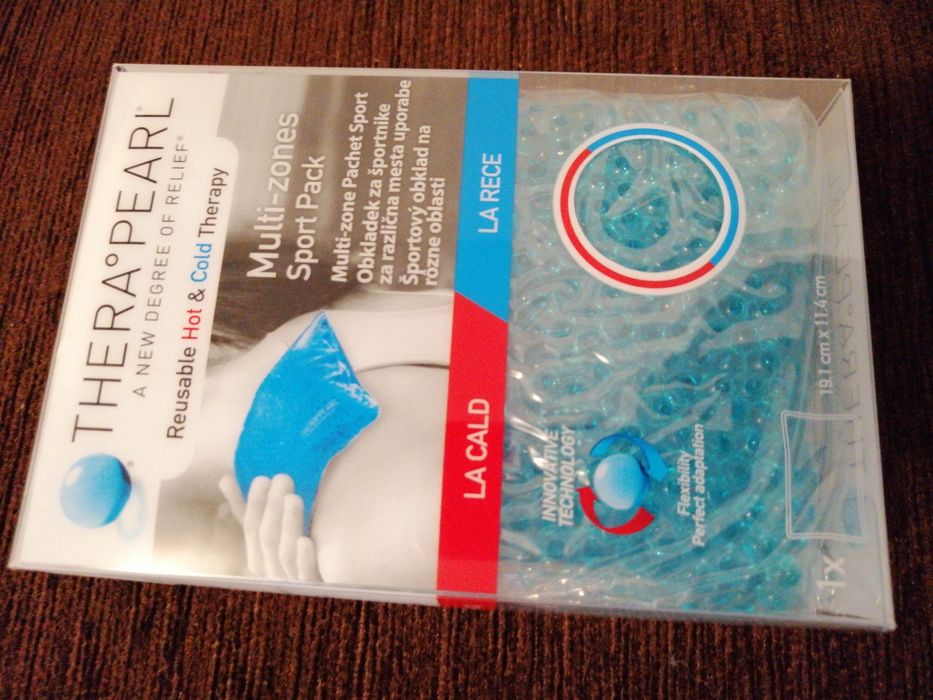 THERA°PEARL®
A NEW DEGREE OF RELIEF®
Reusable Hot & Cold Therapy
Multi-zones
Sport Pack
Multi-zone Pachet Sport
Obkladek za športnike
za različna mesta uporabe
Športový obklad na
rôzne oblasti
LA CALD
LA RECE
INNOVATIVE
TECHNOLOGY
Flexibility
Perfect adaptation
1x
19.1 cm x 11.4 cm